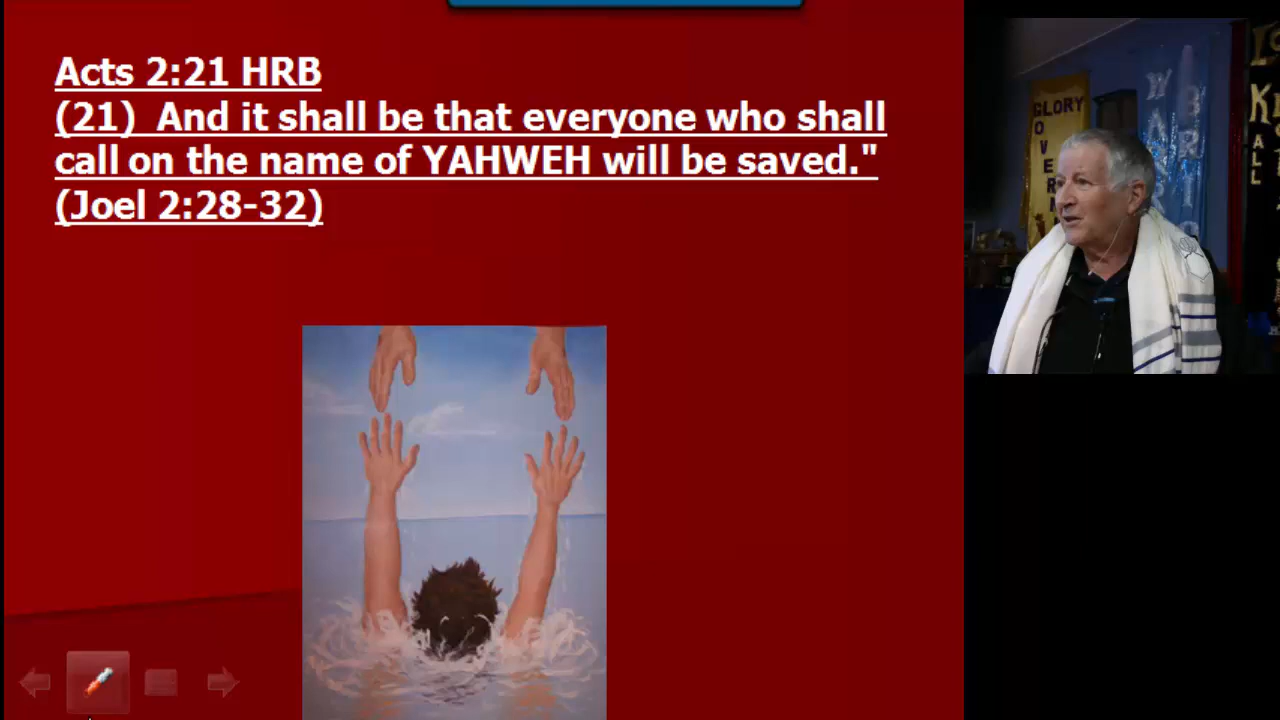 Acts 2:21 HRB
(21) And it shall be that everyone who shall
call on the name of YAHWEH will be saved."
(Joel 2:28-32)
GLORY